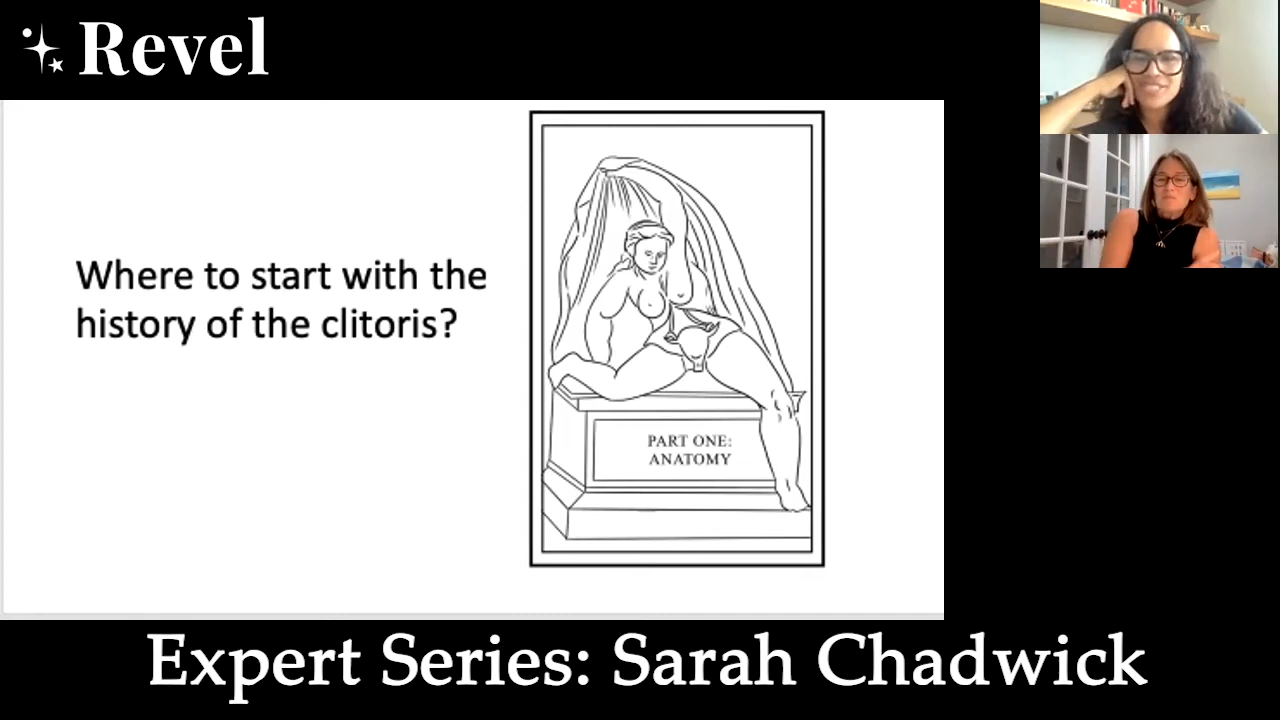 Revel
Where to start with the
history of the clitoris?
PART ONE:
ANATOMY
Expert Series: Sarah Chadwick